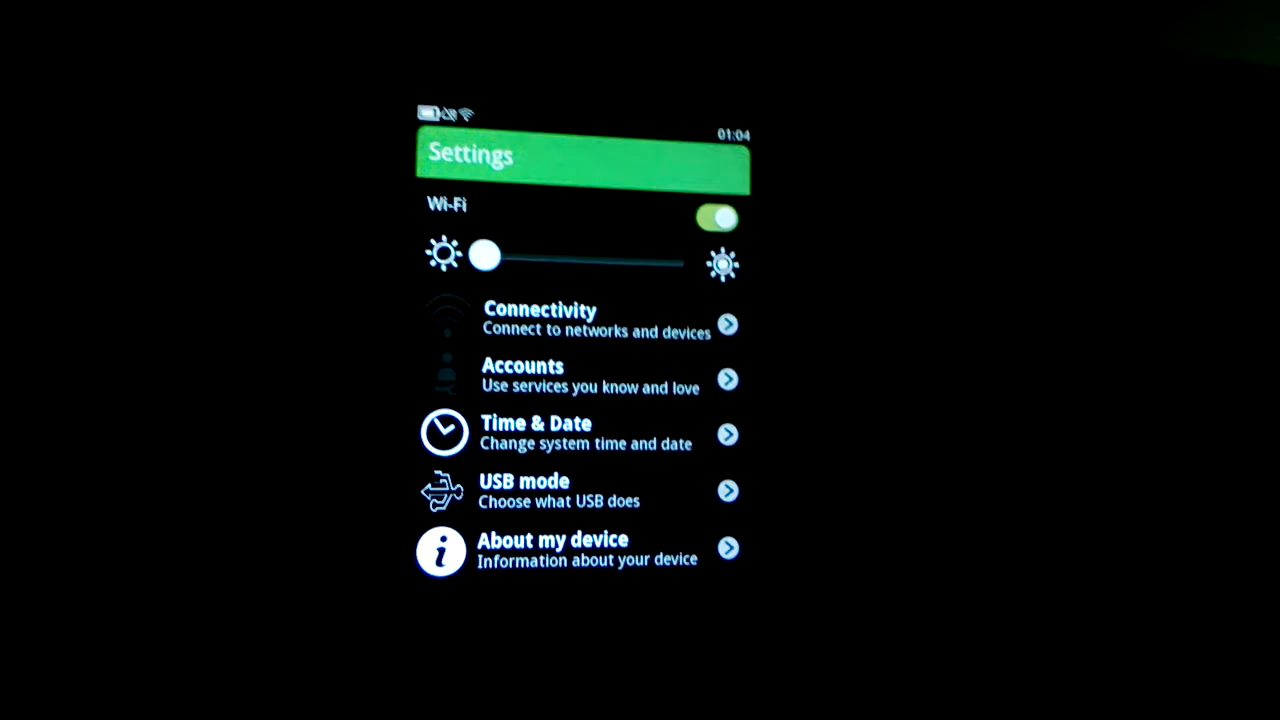 01:04
Settings
Wi-Fi
Connectivity
Connect to networks and devices
Accounts
Use services you know and love
Time & Date
Change system time and date
USB mode
Choose what USB does
About my device
Information about your device